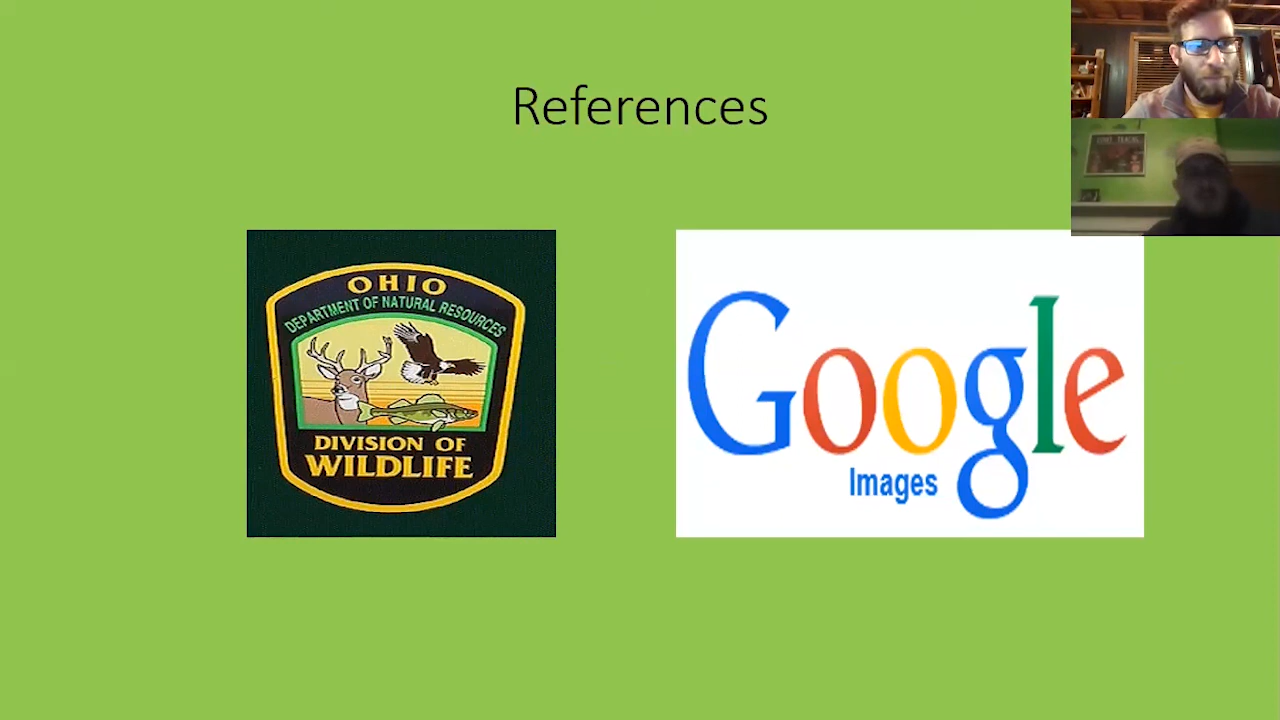 References
OHIO
DEPARTMENT OF NATURAL RESOURCES
DIVISION OF
WILDLIFE
Google
Images